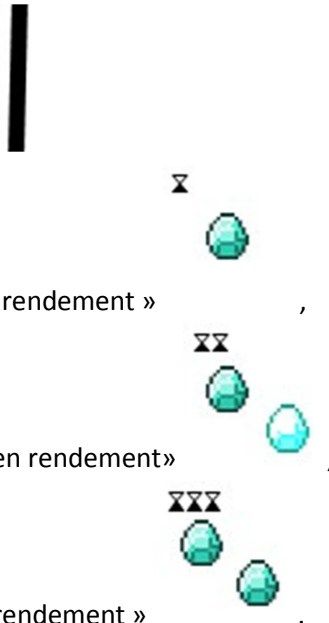 rendement » ,
en rendement» ,
rendement » ,